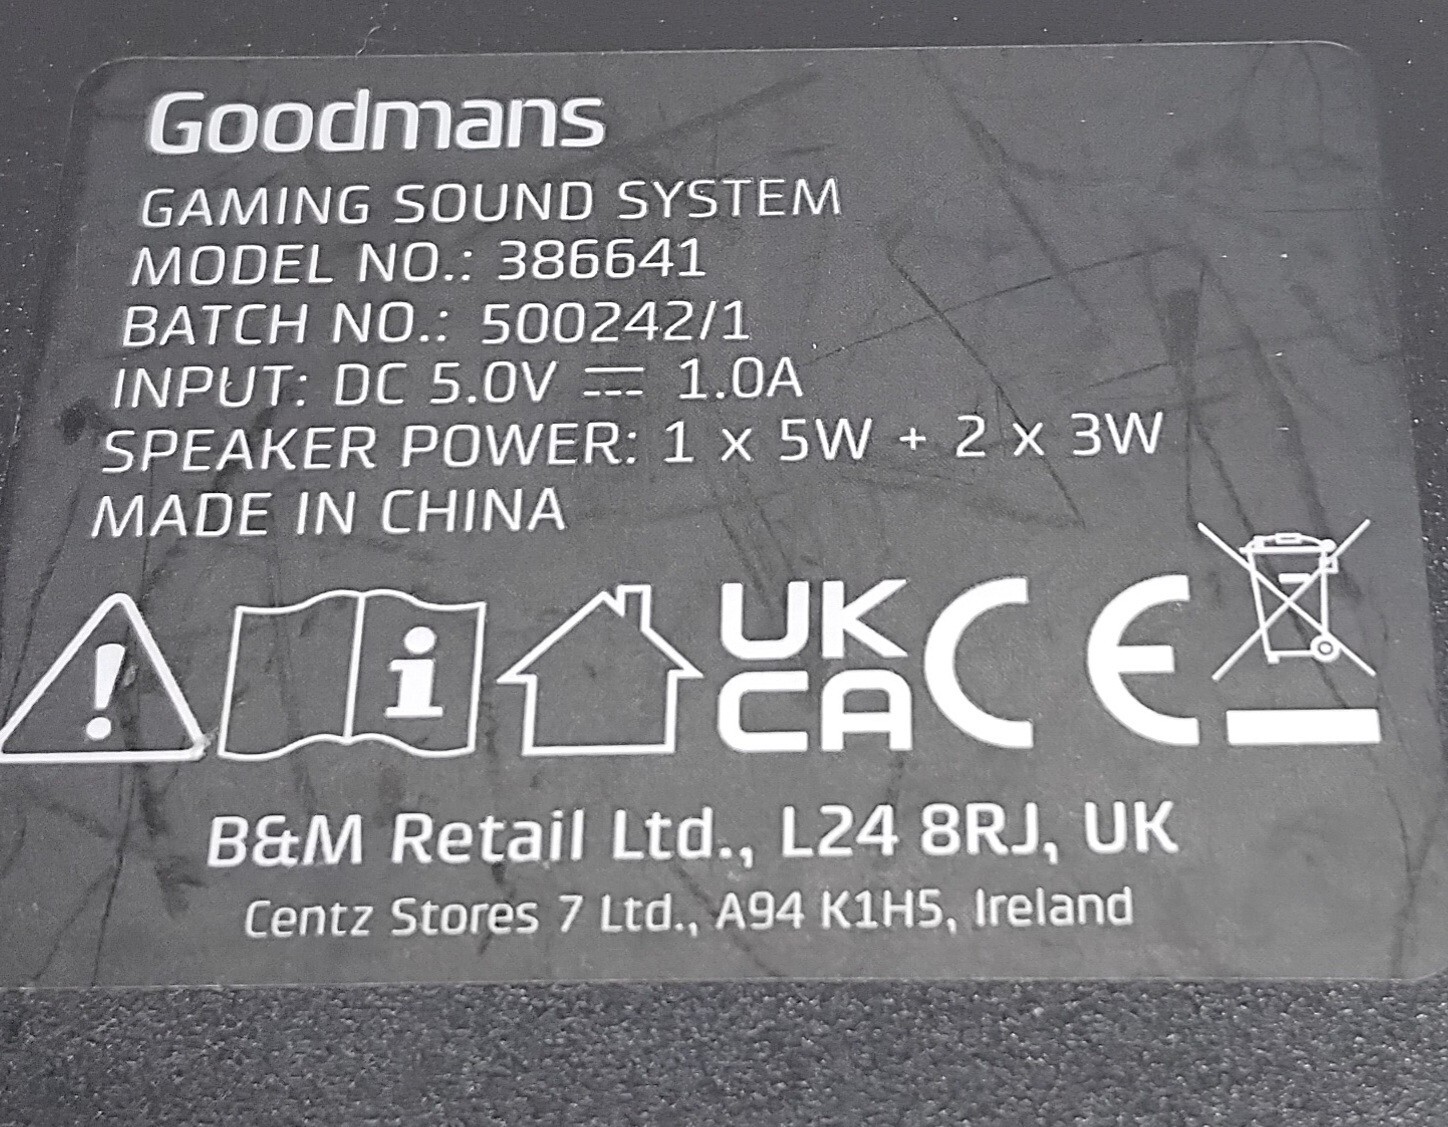 Goodmans
GAMING SOUND SYSTEM
MODEL NO.: 386641
BATCH NO.: 500242/1
INPUT: DC 5.0V ⎓ 1.0A
SPEAKER POWER: 1 x 5W + 2 x 3W
MADE IN CHINA
! i UK CA CE
B&M Retail Ltd., L24 8RJ, UK
Centz Stores 7 Ltd., A94 K1H5, Ireland